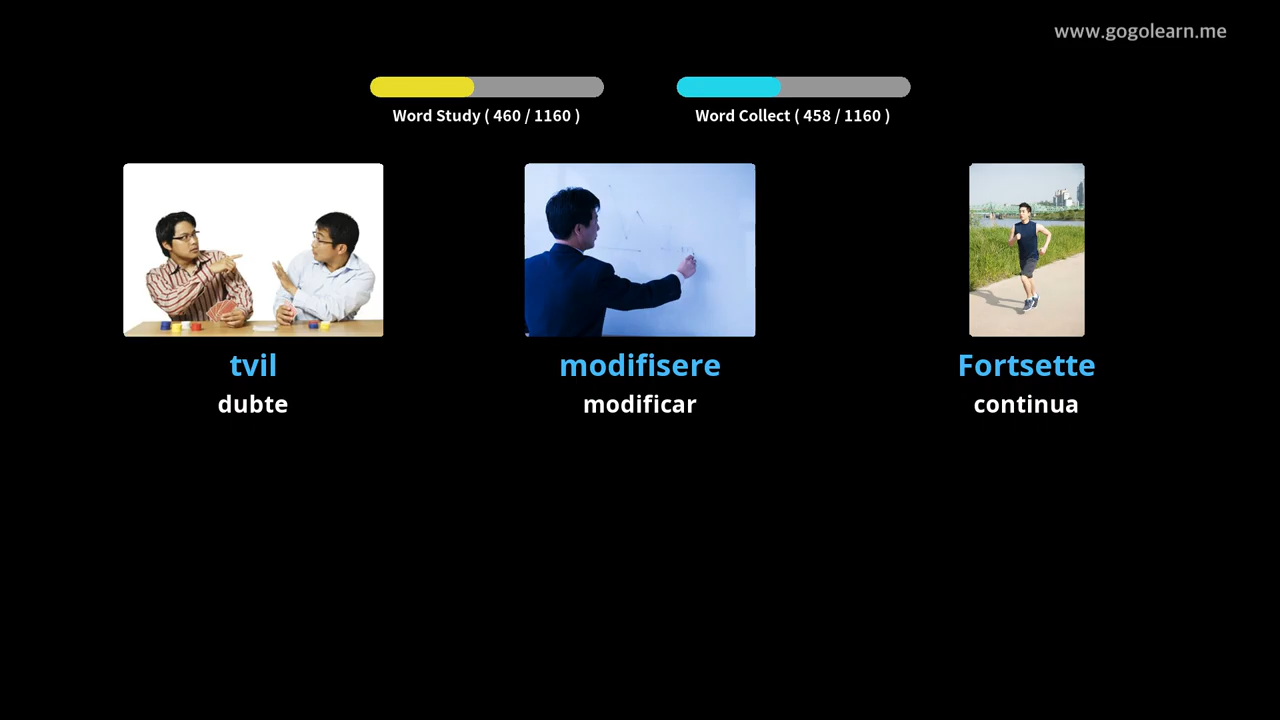 www.gogolearn.me
Word Study ( 460 / 1160 )
Word Collect ( 458 / 1160 )
tvil
dubte
modifisere
modificar
Fortsette
continua